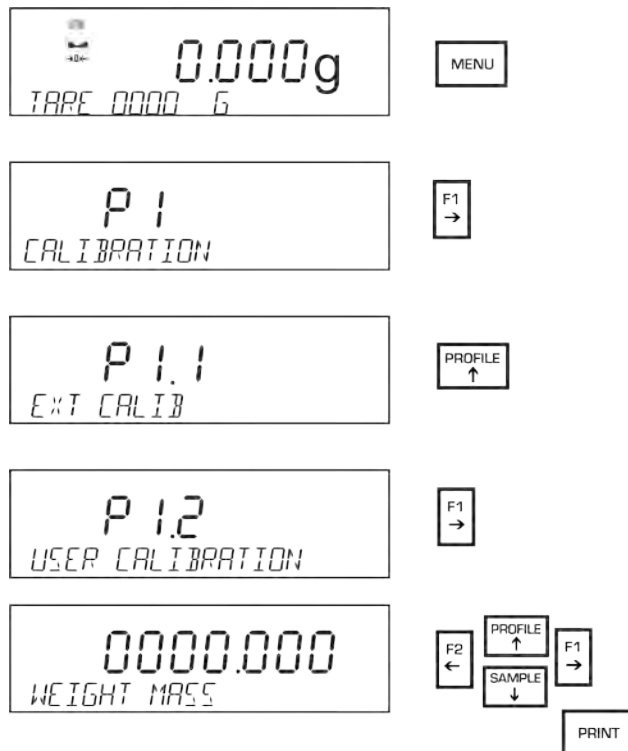 →0←
0.000g
TARE 0000 G
MENU
P1
CALIBRATION
F1
→
P1.1
EXT CALIB
PROFILE
↑
P1.2
USER CALIBRATION
F1
→
0000.000
WEIGHT MASS
F2
←
PROFILE
↑
SAMPLE
↓
F1
→
PRINT